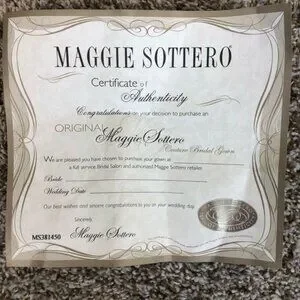 MAGGIE SOTTERO
Certificate of
Authenticity
Congratulations on your decision to purchase an
ORIGINAL Maggie Sottero
Couture Bridal Gown
We are pleased you have chosen to purchase your gown at
a full service Bridal Salon and authorized Maggie Sottero retailer.
Bride
Wedding Date
Our best wishes and sincere congratulations to you on your wedding day.
Sincerely,
Maggie Sottero
MS381450